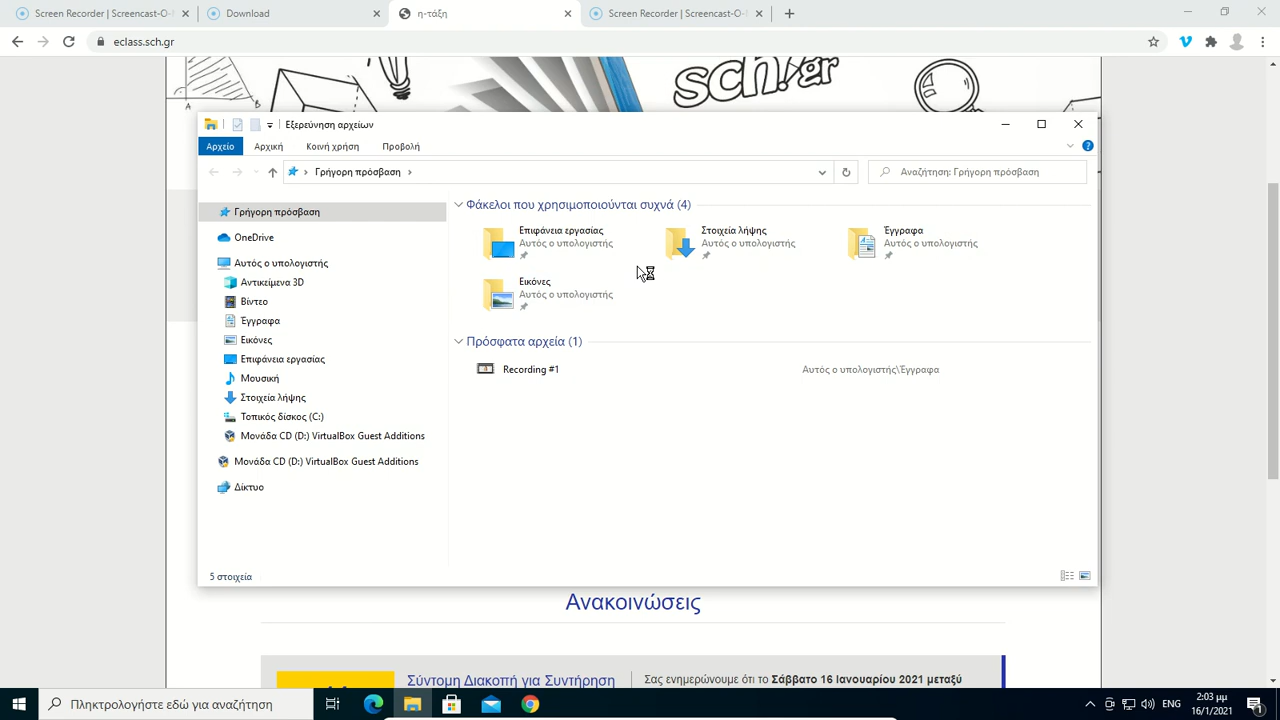 Screen Recorder | Screencast-O-M
Download
η-τάξη
Screen Recorder | Screencast-O-M
eclass.sch.gr
sch.gr
A
B
Εξερεύνηση αρχείων
Αρχείο
Αρχική
Κοινή χρήση
Προβολή
Γρήγορη πρόσβαση
Αναζήτηση: Γρήγορη πρόσβαση
Γρήγορη πρόσβαση
OneDrive
Αυτός ο υπολογιστής
Αντικείμενα 3D
Βίντεο
Έγγραφα
Εικόνες
Επιφάνεια εργασίας
Μουσική
Στοιχεία λήψης
Τοπικός δίσκος (C:)
Μονάδα CD (D:) VirtualBox Guest Additions
Μονάδα CD (D:) VirtualBox Guest Additions
Δίκτυο
Φάκελοι που χρησιμοποιούνται συχνά (4)
Επιφάνεια εργασίας
Αυτός ο υπολογιστής
Στοιχεία λήψης
Αυτός ο υπολογιστής
Έγγραφα
Αυτός ο υπολογιστής
Εικόνες
Αυτός ο υπολογιστής
Πρόσφατα αρχεία (1)
Recording #1
Αυτός ο υπολογιστής\Έγγραφα
5 στοιχεία
Ανακοινώσεις
Σύντομη Διακοπή για Συντήρηση
Σας ενημερώνουμε ότι το Σάββατο 16 Ιανουαρίου 2021 μεταξύ
Πληκτρολογήστε εδώ για αναζήτηση
ENG
2:03 μμ
16/1/2021
1